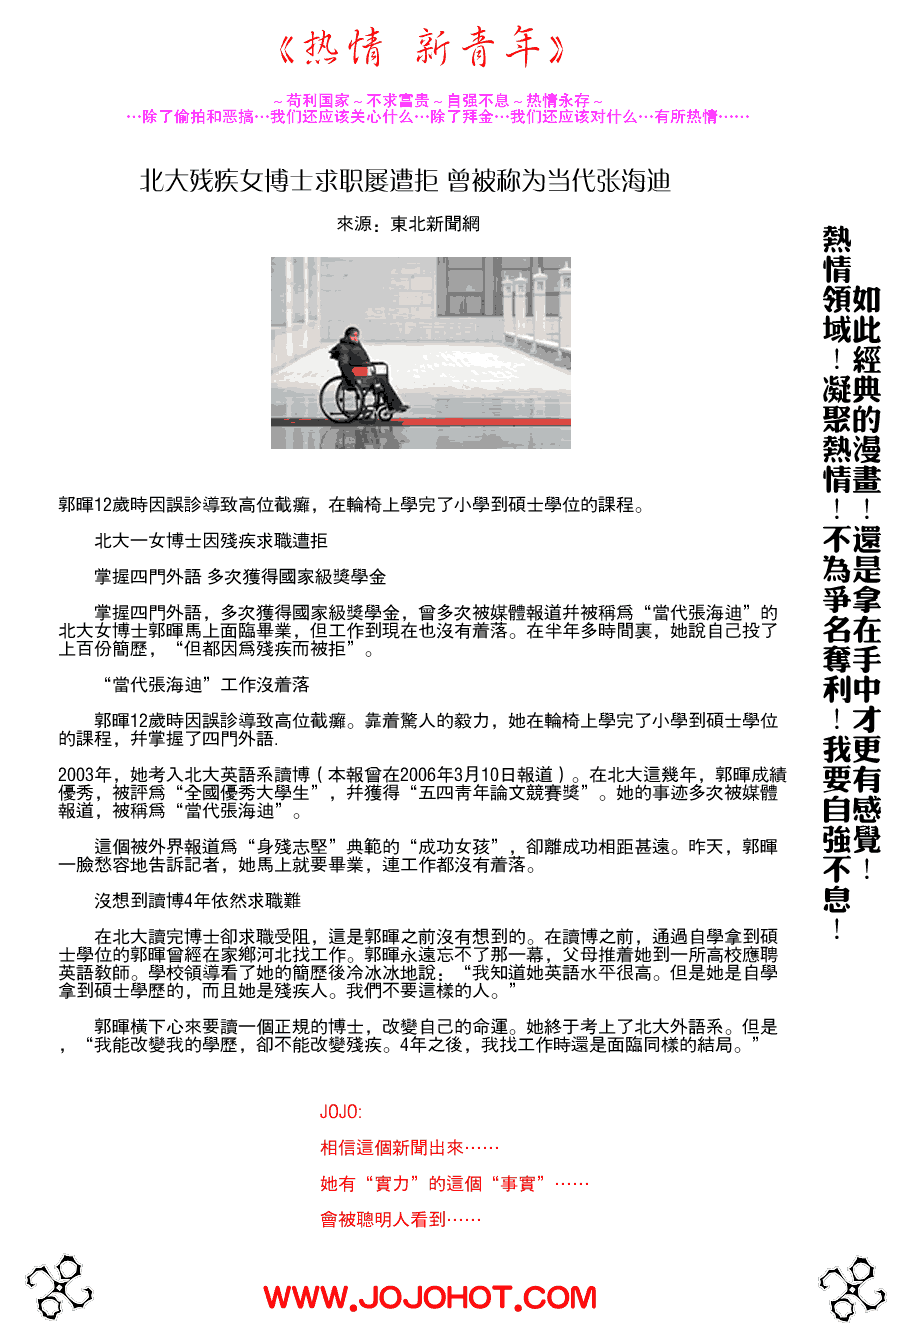 《热情 新青年》
～苟利国家～不求富贵～自强不息～热情永存～
…除了偷拍和恶搞…我们还应该关心什么…除了拜金…我们还应该对什么…有所热情……
北大残疾女博士求职屡遭拒 曾被称为当代张海迪
來源：東北新聞網
郭暉12歲時因誤診導致高位截癱，在輪椅上學完了小學到碩士學位的課程。
北大一女博士因殘疾求職遭拒
掌握四門外語 多次獲得國家級獎學金
掌握四門外語，多次獲得國家級獎學金，曾多次被媒體報道幷被稱爲“當代張海迪”的
北大女博士郭暉馬上面臨畢業，但工作到現在也沒有着落。在半年多時間裏，她說自己投了
上百份簡歷，“但都因爲殘疾而被拒”。
“當代張海迪”工作沒着落
郭暉12歲時因誤診導致高位截癱。靠着驚人的毅力，她在輪椅上學完了小學到碩士學位
的課程，幷掌握了四門外語.
2003年，她考入北大英語系讀博（本報曾在2006年3月10日報道）。在北大這幾年，郭暉成績
優秀，被評爲“全國優秀大學生”，幷獲得“五四靑年論文競賽獎”。她的事迹多次被媒體
報道，被稱爲“當代張海迪”。
這個被外界報道爲“身殘志堅”典範的“成功女孩”，卻離成功相距甚遠。昨天，郭暉
一臉愁容地告訴記者，她馬上就要畢業，連工作都沒有着落。
沒想到讀博4年依然求職難
在北大讀完博士卻求職受阻，這是郭暉之前沒有想到的。在讀博之前，通過自學拿到碩
士學位的郭暉曾經在家鄉河北找工作。郭暉永遠忘不了那一幕，父母推着她到一所高校應聘
英語敎師。學校領導看了她的簡歷後冷冰冰地說：“我知道她英語水平很高。但是她是自學
拿到碩士學歷的，而且她是殘疾人。我們不要這樣的人。”
郭暉橫下心來要讀一個正規的博士，改變自己的命運。她終于考上了北大外語系。但是
，“我能改變我的學歷，卻不能改變殘疾。4年之後，我找工作時還是面臨同樣的結局。”
JOJO:
相信這個新聞出來……
她有“實力”的這個“事實”……
會被聰明人看到……
如此經典的漫畫！還是拿在手中才更有感覺！
熱情領域！凝聚熱情！不為爭名奪利！我要自強不息！
WWW.JOJOHOT.COM